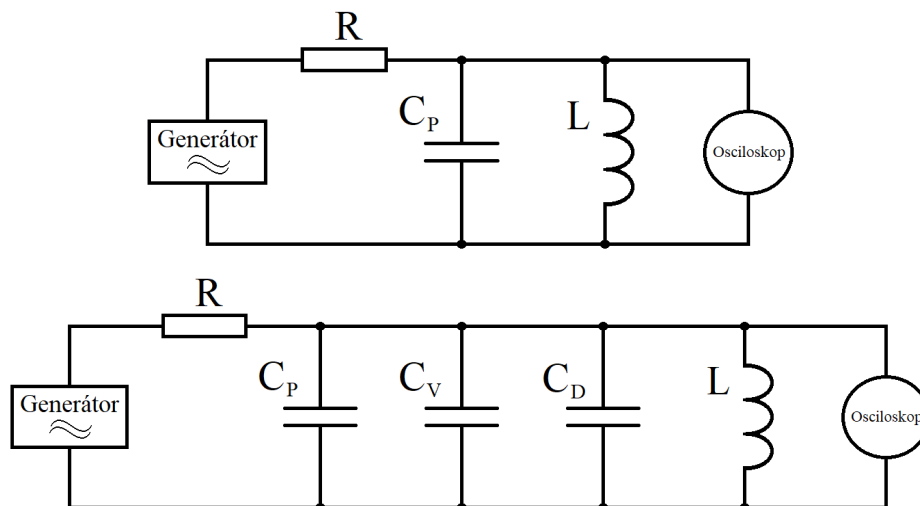 R
Generátor
C_P
L
Osciloskop
R
Generátor
C_P
C_V
C_D
L
Osciloskop